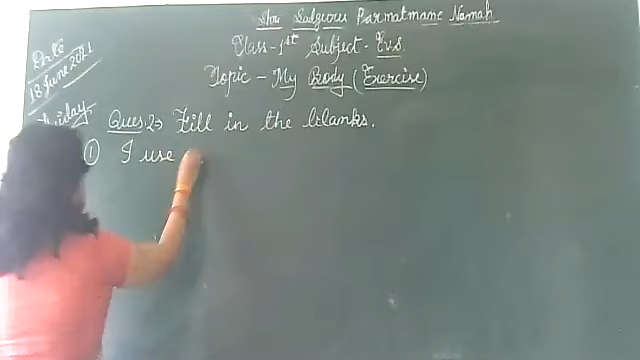 Shri Sadguru Parmatmane Namah
Class-1st Subject-E.v.s.
Topic - My Body (Exercise)
Date
18 June 2021
Friday
Ques 2 ⇒ Fill in the blanks.
① I use